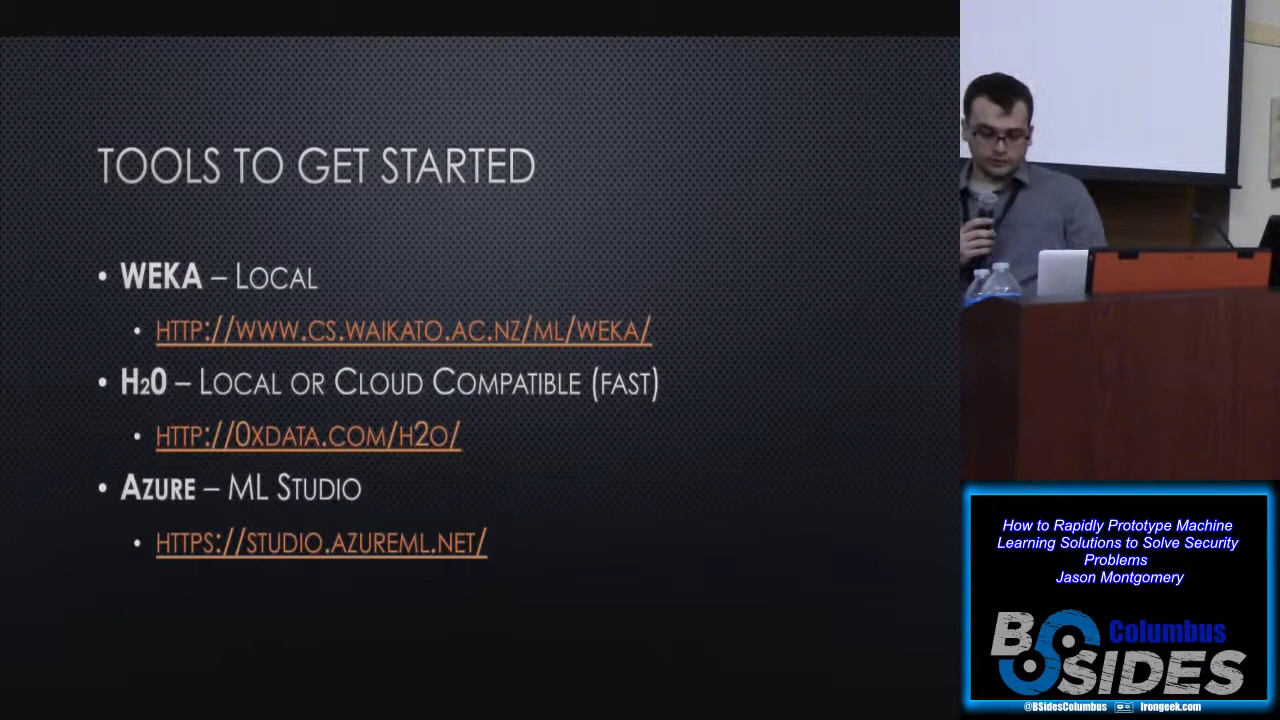 TOOLS TO GET STARTED
• WEKA – LOCAL
• HTTP://WWW.CS.WAIKATO.AC.NZ/ML/WEKA/
• H20 – LOCAL OR CLOUD COMPATIBLE (FAST)
• HTTP://0XDATA.COM/H2O/
• AZURE – ML STUDIO
• HTTPS://STUDIO.AZUREML.NET/
How to Rapidly Prototype Machine
Learning Solutions to Solve Security
Problems
Jason Montgomery
BSIDES
Columbus
@BSidesColumbus Irongeek.com